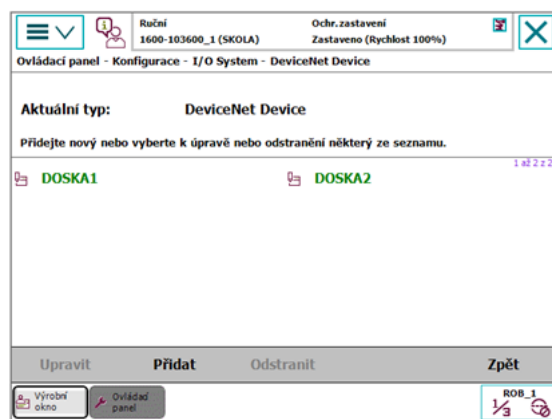 Ruční
1600-103600_1 (SKOLA)
Ochr.zastavení
Zastaveno (Rychlost 100%)
Ovládací panel - Konfigurace - I/O System - DeviceNet Device
Aktuální typ: DeviceNet Device
Přidejte nový nebo vyberte k úpravě nebo odstranění některý ze seznamu.
1 až 2 z 2
DOSKA1 DOSKA2
Upravit Přidat Odstranit Zpět
Výrobní
okno
Ovládací
panel
ROB_1
1/3